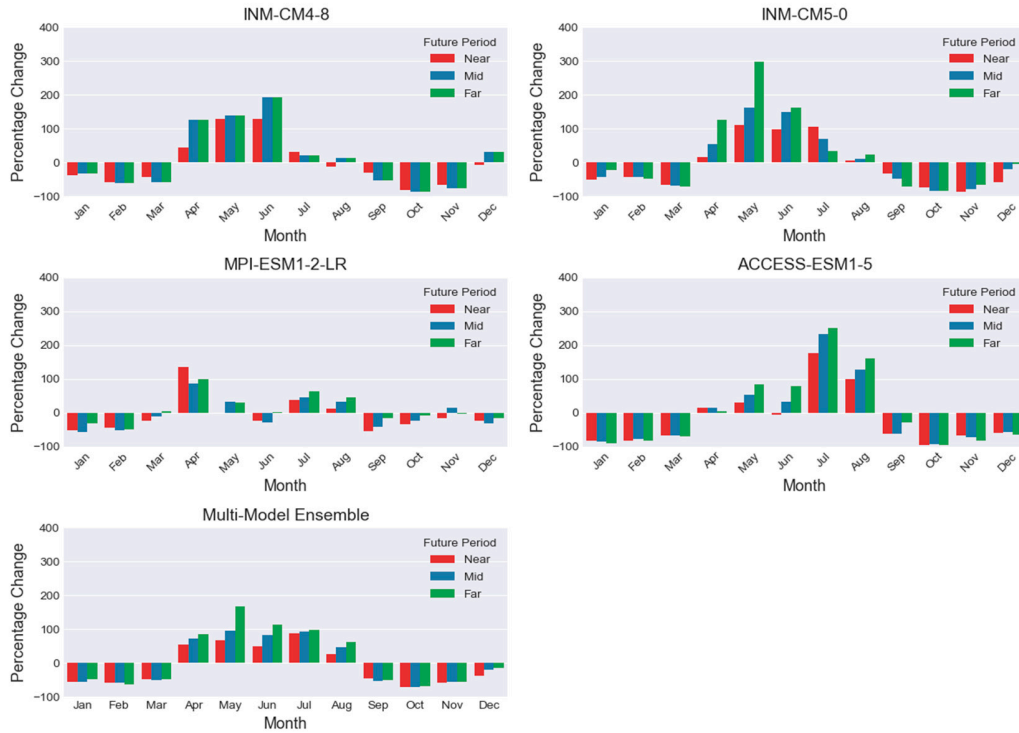 INM-CM4-8
Percentage Change
400
300
200
100
0
−100
Future Period
Near
Mid
Far
Jan Feb Mar Apr May Jun Jul Aug Sep Oct Nov Dec
Month
INM-CM5-0
Percentage Change
400
300
200
100
0
−100
Future Period
Near
Mid
Far
Jan Feb Mar Apr May Jun Jul Aug Sep Oct Nov Dec
Month
MPI-ESM1-2-LR
Percentage Change
400
300
200
100
0
−100
Future Period
Near
Mid
Far
Jan Feb Mar Apr May Jun Jul Aug Sep Oct Nov Dec
Month
ACCESS-ESM1-5
Percentage Change
400
300
200
100
0
−100
Future Period
Near
Mid
Far
Jan Feb Mar Apr May Jun Jul Aug Sep Oct Nov Dec
Month
Multi-Model Ensemble
Percentage Change
400
300
200
100
0
−100
Future Period
Near
Mid
Far
Jan Feb Mar Apr May Jun Jul Aug Sep Oct Nov Dec
Month